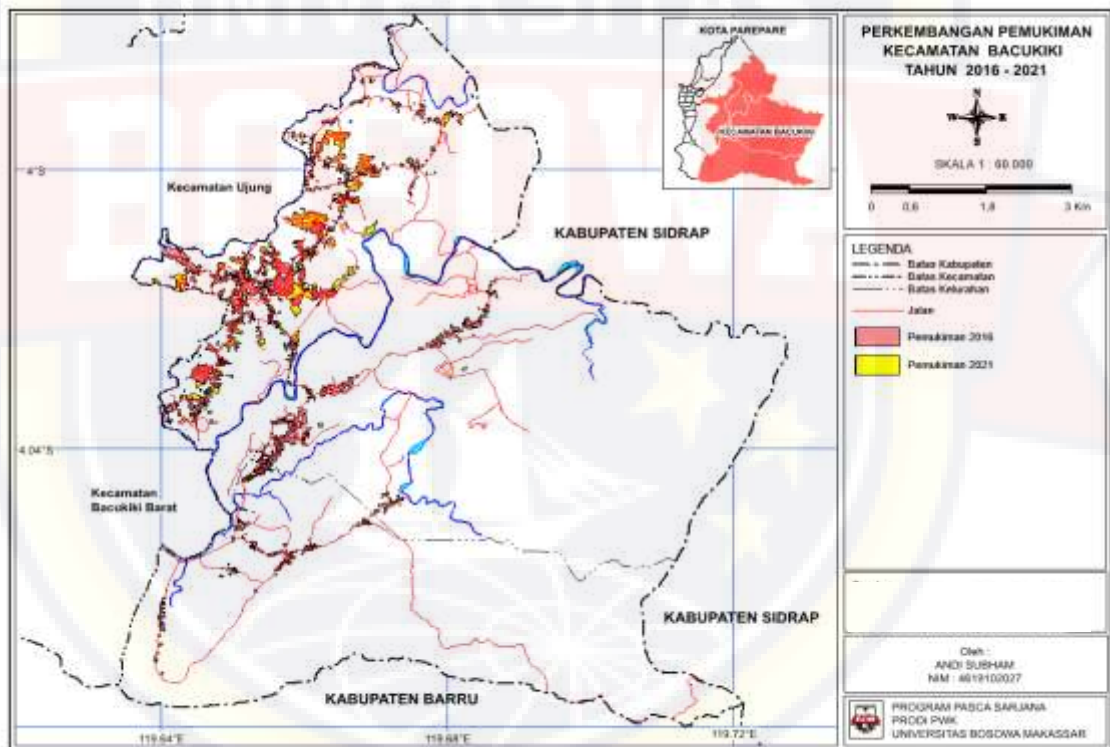 KOTA PAREPARE
KECAMATAN BACUKIKI
Kecamatan Ujung
KABUPATEN SIDRAP
Kecamatan
Bacukiki Barat
KABUPATEN SIDRAP
KABUPATEN BARRU
4°S
4.04°S
119.64°E
119.68°E
119.72°E
PERKEMBANGAN PEMUKIMAN
KECAMATAN BACUKIKI
TAHUN 2016 - 2021
N
W E
S
SKALA 1 : 60.000
0 0,6 1,8 3 Km
LEGENDA
Batas Kabupaten
Batas Kecamatan
Batas Kelurahan
Jalan
Pemukiman 2016
Pemukiman 2021
Oleh :
ANDI SUBHAM
NIM : 4619102027
PROGRAM PASCA SARJANA
PRODI PWK
UNIVERSITAS BOSOWA MAKASSAR